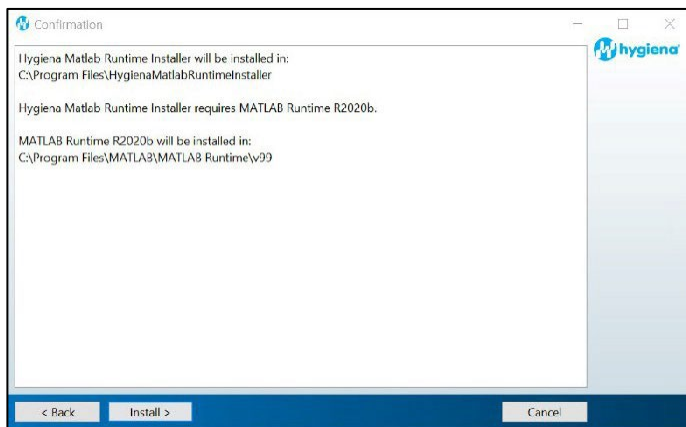 Confirmation
hygiena
Hygiena Matlab Runtime Installer will be installed in:
C:\Program Files\HygienaMatlabRuntimeInstaller
Hygiena Matlab Runtime Installer requires MATLAB Runtime R2020b.
MATLAB Runtime R2020b will be installed in:
C:\Program Files\MATLAB\MATLAB Runtime\v99
< Back
Install >
Cancel